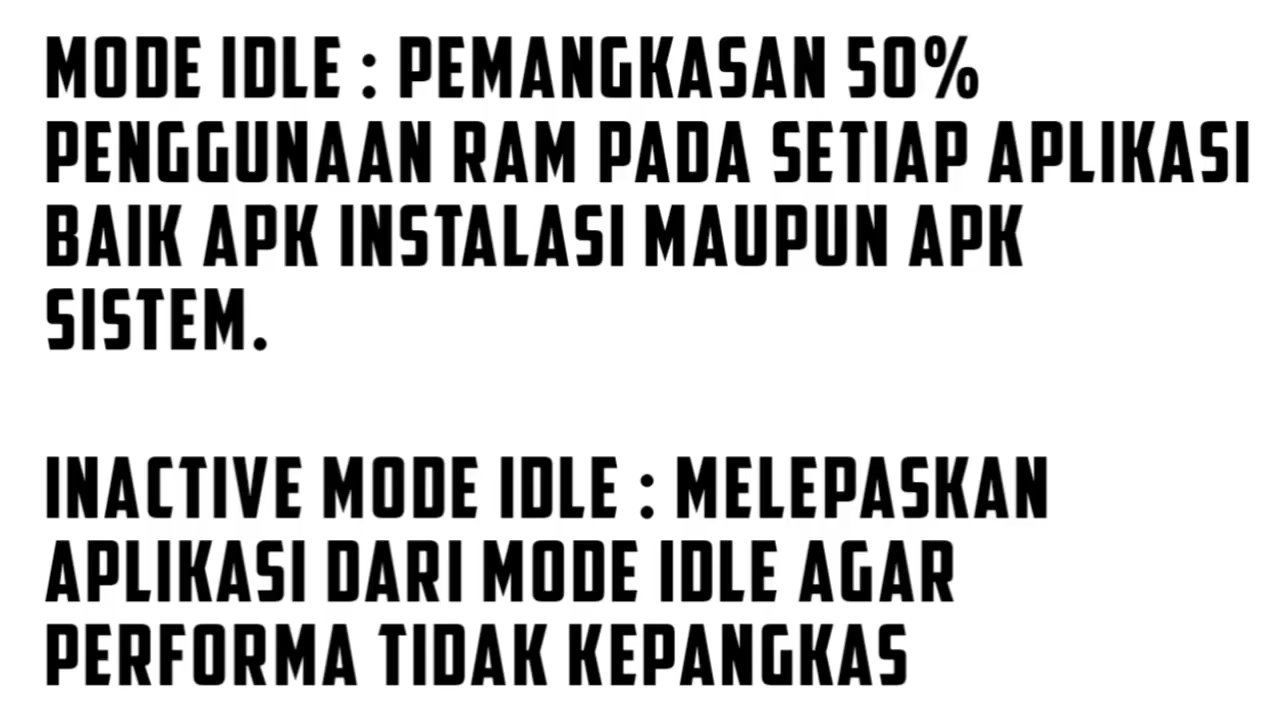 MODE IDLE : PEMANGKASAN 50%
PENGGUNAAN RAM PADA SETIAP APLIKASI
BAIK APK INSTALASI MAUPUN APK
SISTEM.
INACTIVE MODE IDLE : MELEPASKAN
APLIKASI DARI MODE IDLE AGAR
PERFORMA TIDAK KEPANGKAS